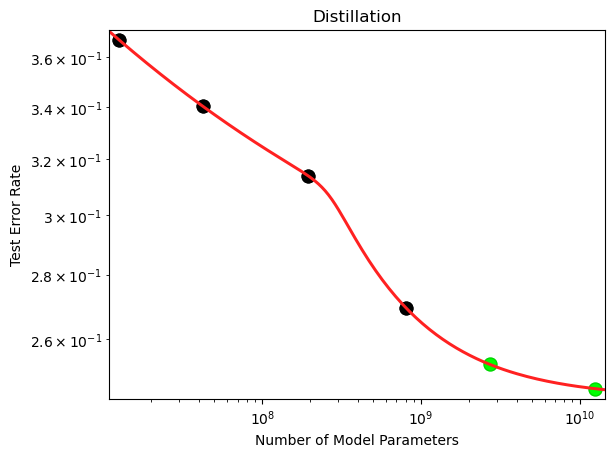 Distillation
3.6 × 10⁻¹
3.4 × 10⁻¹
3.2 × 10⁻¹
3 × 10⁻¹
2.8 × 10⁻¹
2.6 × 10⁻¹
Test Error Rate
10⁸
10⁹
10¹⁰
Number of Model Parameters